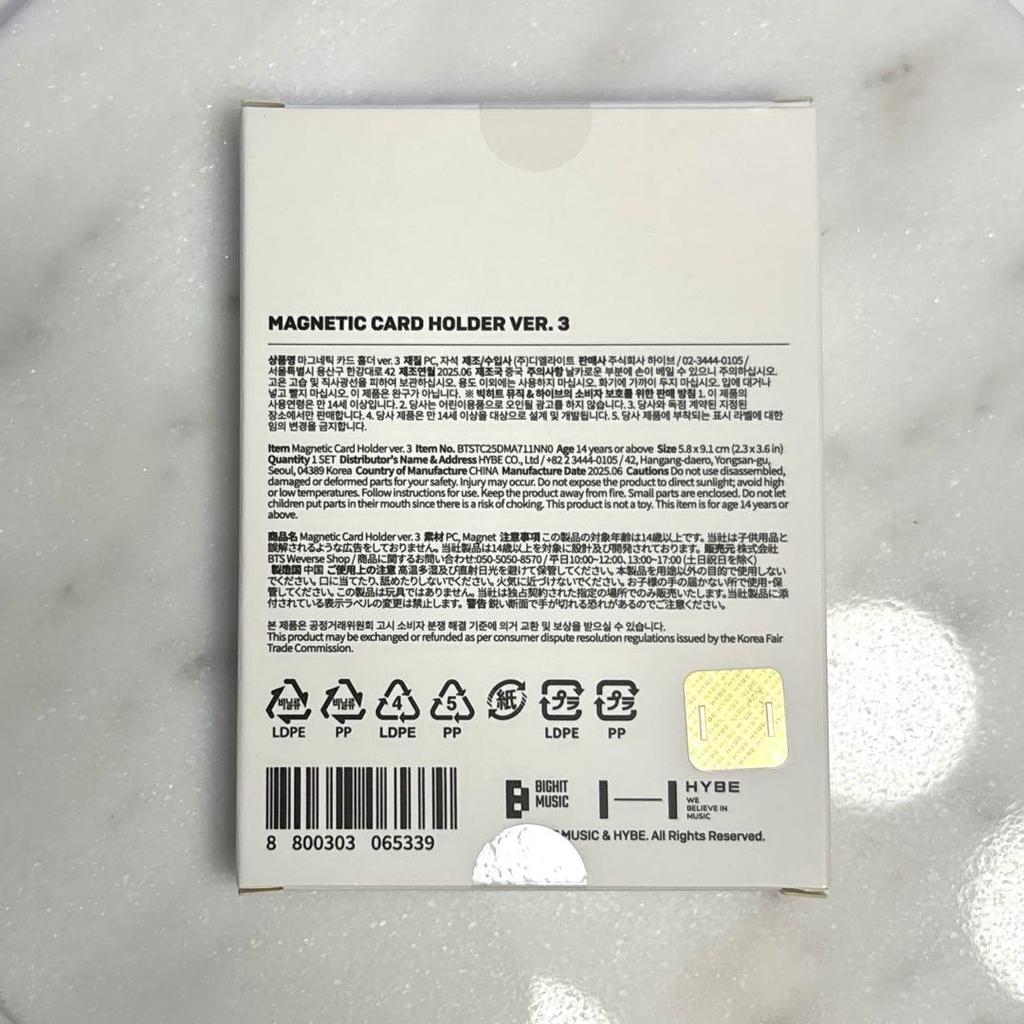 MAGNETIC CARD HOLDER VER. 3
상품명 마그네틱 카드 홀더 ver. 3 재질 PC, 자석 제조/수입사 (주)디엘라이트 판매사 주식회사 하이브 / 02-3444-0105 /
서울특별시 용산구 한강대로 42 제조연월 2025.06 제조국 중국 주의사항 날카로운 부분에 손이 베일 수 있으니 주의하십시오.
고온 고습 및 직사광선을 피하여 보관하십시오. 용도 이외에는 사용하지 마십시오. 화기에 가까이 두지 마십시오. 입에 대거나
넣고 빨지 마십시오. 이 제품은 완구가 아닙니다. ※ 빅히트 뮤직 & 하이브의 소비자 보호를 위한 판매 방침 1. 이 제품의
사용연령은 만 14세 이상입니다. 2. 당사는 어린이용품으로 오인될 광고를 하지 않습니다. 3. 당사와 독점 계약된 지정된
장소에서만 판매합니다. 4. 당사 제품은 만 14세 이상을 대상으로 설계 및 개발됩니다. 5. 당사 제품에 부착되는 표시 라벨에 대한
임의 변경을 금지합니다.
Item Magnetic Card Holder ver. 3 Item No. BTSTC25DMA711NN0 Age 14 years or above Size 5.8 x 9.1 cm (2.3 x 3.6 in)
Quantity 1 SET Distributor's Name & Address HYBE CO., Ltd / +82 2 3444-0105 / 42, Hangang-daero, Yongsan-gu,
Seoul, 04389 Korea Country of Manufacture CHINA Manufacture Date 2025.06 Cautions Do not use disassembled,
damaged or deformed parts for your safety. Injury may occur. Do not expose the product to direct sunlight; avoid high
or low temperatures. Follow instructions for use. Keep the product away from fire. Small parts are enclosed. Do not let
children put parts in their mouth since there is a risk of choking. This product is not a toy. This item is for age 14 years or
above.
商品名 Magnetic Card Holder ver. 3 素材 PC, Magnet 注意事項 この製品の対象年齢は14歳以上です。当社は子供用品と
誤解されるような広告をしておりません。当社製品は14歳以上を対象に設計及び開発されております。販売元 株式会社
BTS Weverse Shop / 商品に関するお問い合わせ:050-5050-8570 / 平日10:00~12:00、13:00~17:00 (土日祝日を除く)
製造国 中国 ご使用上の注意 高温多湿及び直射日光を避けて保管してください。本製品を用途以外の目的で使用しない
でください。口に当てたり、舐めたりしないでください。火気に近づけないでください。お子様の手の届かない所で使用・保
管してください。この製品は玩具ではありません。当社は独占契約された指定の場所でのみ販売いたします。当社製品に添
付されている表示ラベルの変更は禁止します。警告 鋭い断面で手が切れる恐れがあるのでご注意ください。
본 제품은 공정거래위원회 고시 소비자 분쟁 해결 기준에 의거 교환 및 보상을 받으실 수 있습니다.
This product may be exchanged or refunded as per consumer dispute resolution regulations issued by the Korea Fair
Trade Commission.
비닐류 비닐류 4 5 紙 プラ プラ
LDPE PP LDPE PP LDPE PP
BIGHIT
MUSIC
HYBE
WE
BELIEVE IN
MUSIC
8 800303 065339
MUSIC & HYBE. All Rights Reserved.